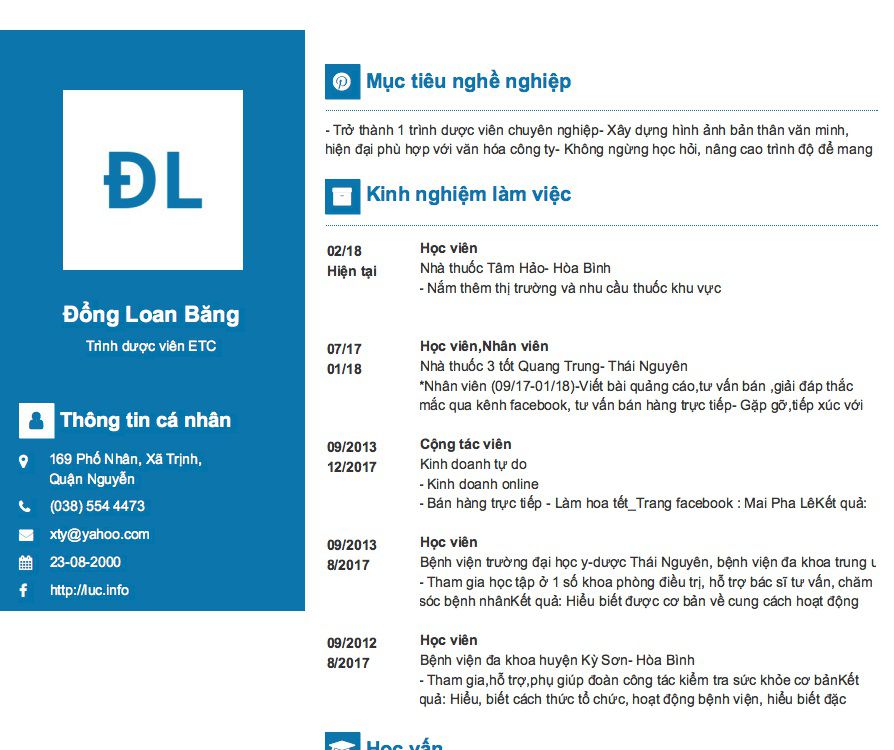 ĐL
Đổng Loan Băng
Trình dược viên ETC
Thông tin cá nhân
169 Phố Nhân, Xã Trịnh,
Quận Nguyễn
(038) 554 4473
xty@yahoo.com
23-08-2000
http://luc.info
Mục tiêu nghề nghiệp
- Trở thành 1 trình dược viên chuyên nghiệp- Xây dựng hình ảnh bản thân văn minh,
hiện đại phù hợp với văn hóa công ty- Không ngừng học hỏi, nâng cao trình độ để mang
Kinh nghiệm làm việc
02/18
Hiện tại
Học viên
Nhà thuốc Tâm Hảo- Hòa Bình
- Nắm thêm thị trường và nhu cầu thuốc khu vực
07/17
01/18
Học viên,Nhân viên
Nhà thuốc 3 tốt Quang Trung- Thái Nguyên
*Nhân viên (09/17-01/18)-Viết bài quảng cáo,tư vấn bán ,giải đáp thắc
mắc qua kênh facebook, tư vấn bán hàng trực tiếp- Gặp gỡ,tiếp xúc với
09/2013
12/2017
Cộng tác viên
Kinh doanh tự do
- Kinh doanh online
- Bán hàng trực tiếp - Làm hoa tết_Trang facebook : Mai Pha LêKết quả:
09/2013
8/2017
Học viên
Bệnh viện trường đại học y-dược Thái Nguyên, bệnh viện đa khoa trung
- Tham gia học tập ở 1 số khoa phòng điều trị, hỗ trợ bác sĩ tư vấn, chăm
sóc bệnh nhânKết quả: Hiểu biết được cơ bản về cung cách hoạt động
09/2012
8/2017
Học viên
Bệnh viện đa khoa huyện Kỳ Sơn- Hòa Bình
- Tham gia,hỗ trợ,phụ giúp đoàn công tác kiểm tra sức khỏe cơ bảnKết
quả: Hiểu, biết cách thức tổ chức, hoạt động bệnh viện, hiểu biết đặc
Học vấn